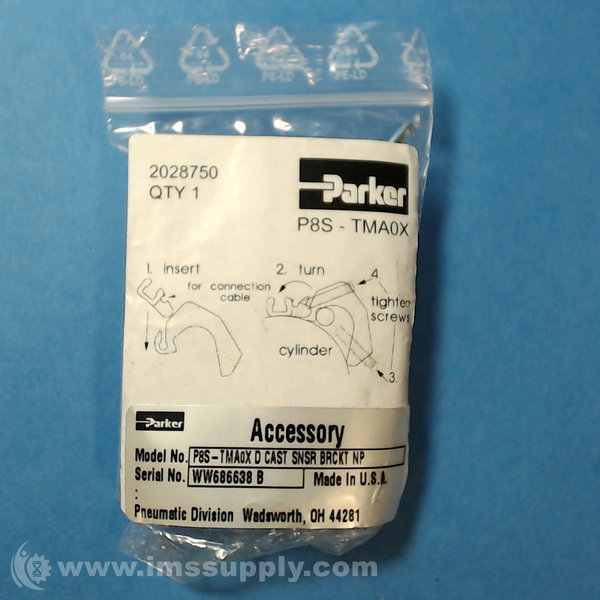 PE-LD
PE-LD
PE-LD
PE-LD
2028750
QTY 1
Parker
P8S - TMA0X
1. insert
for connection
cable
2. turn
4.
tighten
screws
cylinder
3.
Parker
Accessory
Model No. P8S-TMA0X D CAST SNSR BRCKT NP
Serial No. WW686638 B
Made In U.S.A.
:
Pneumatic Division Wadsworth, OH 44281
www.imssupply.com